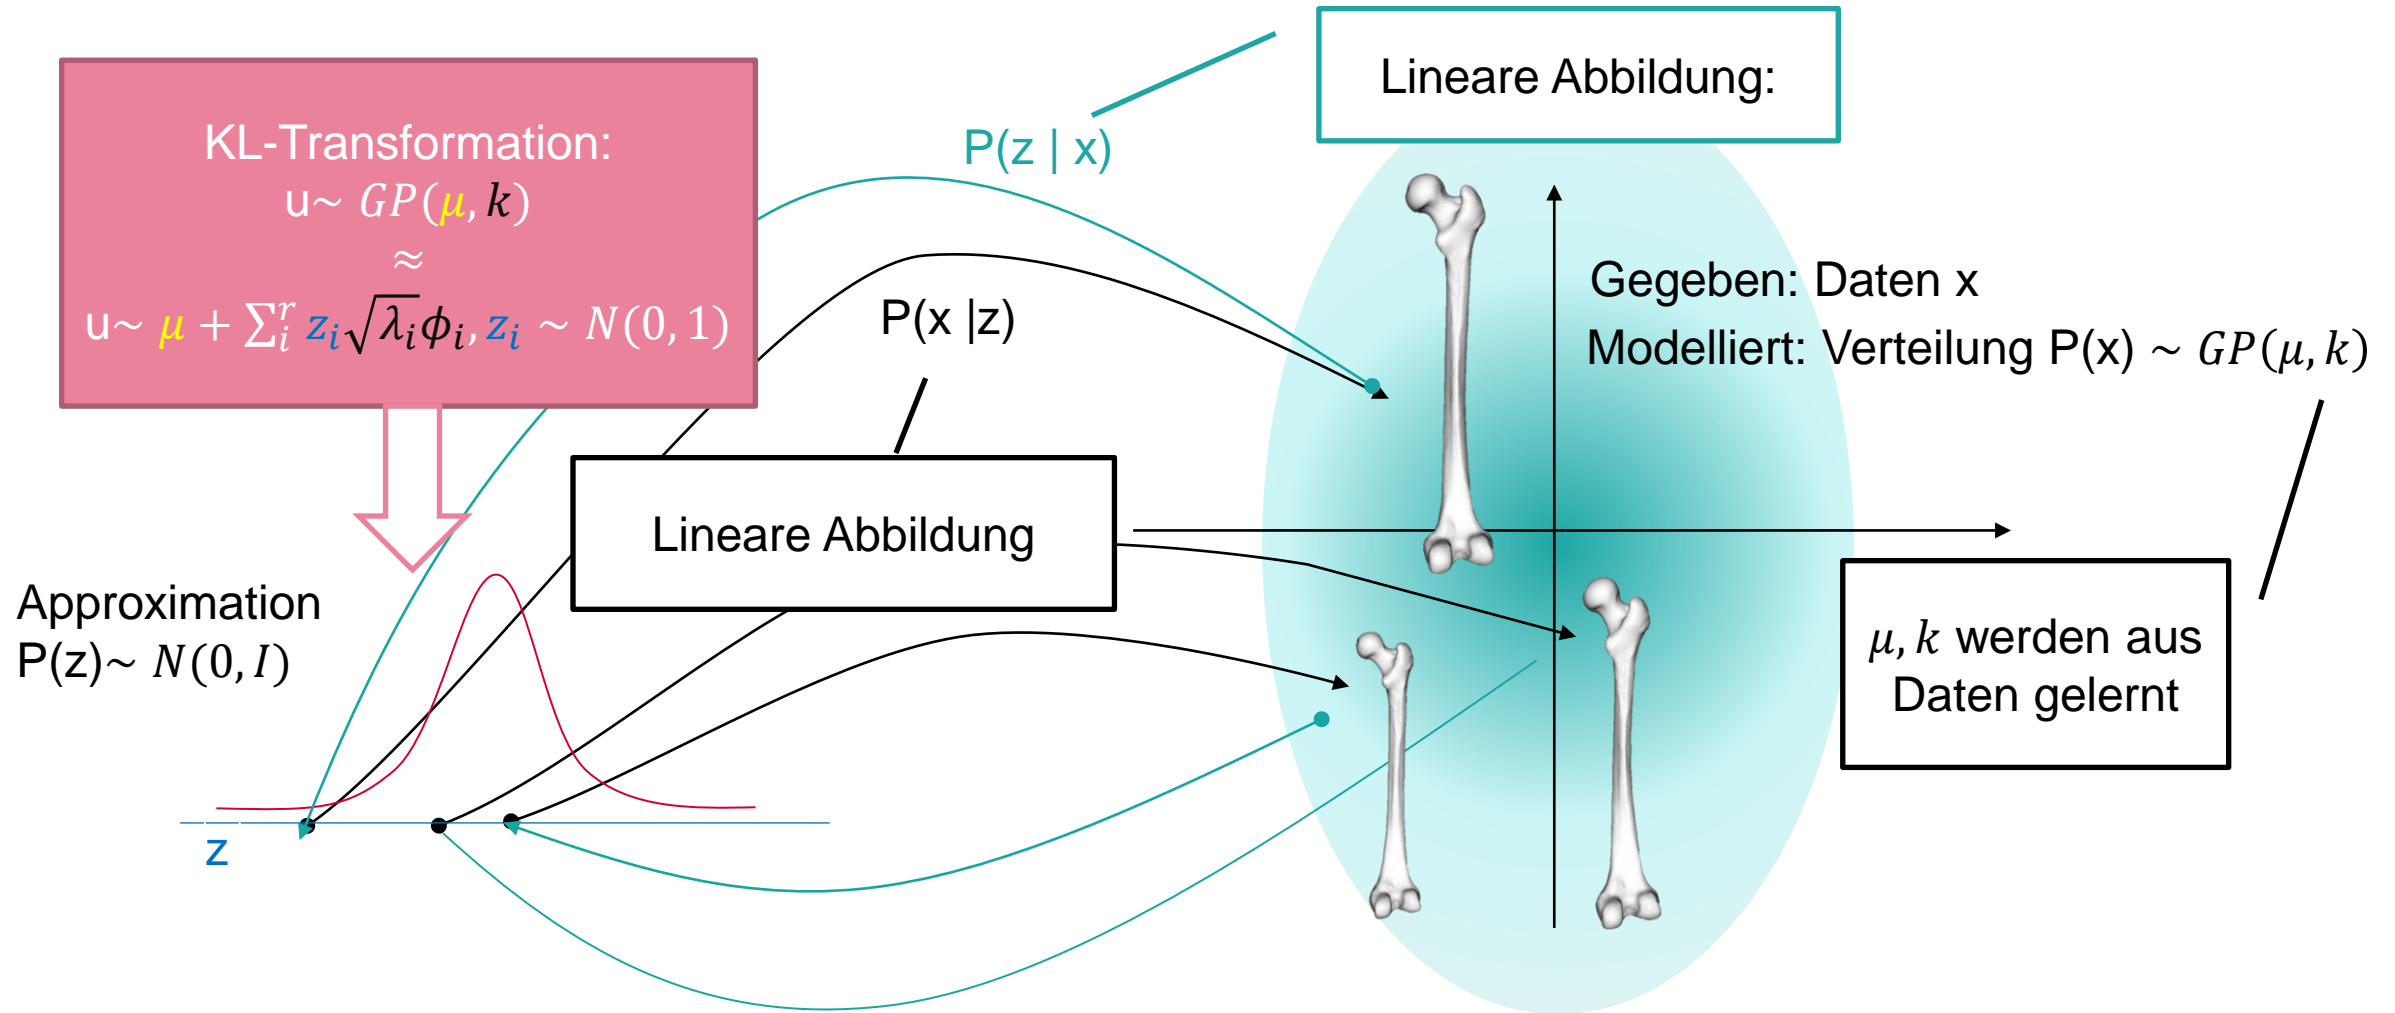 Lineare Abbildung:
KL-Transformation:
u~ GP(μ, k)
≈
u~ μ + ∑ᵢʳ zᵢ√λᵢϕᵢ, zᵢ ~ N(0, 1)
P(z | x)
P(x |z)
Gegeben: Daten x
Modelliert: Verteilung P(x) ~ GP(μ, k)
Lineare Abbildung
Approximation
P(z)~ N(0, I)
μ, k werden aus
Daten gelernt
z